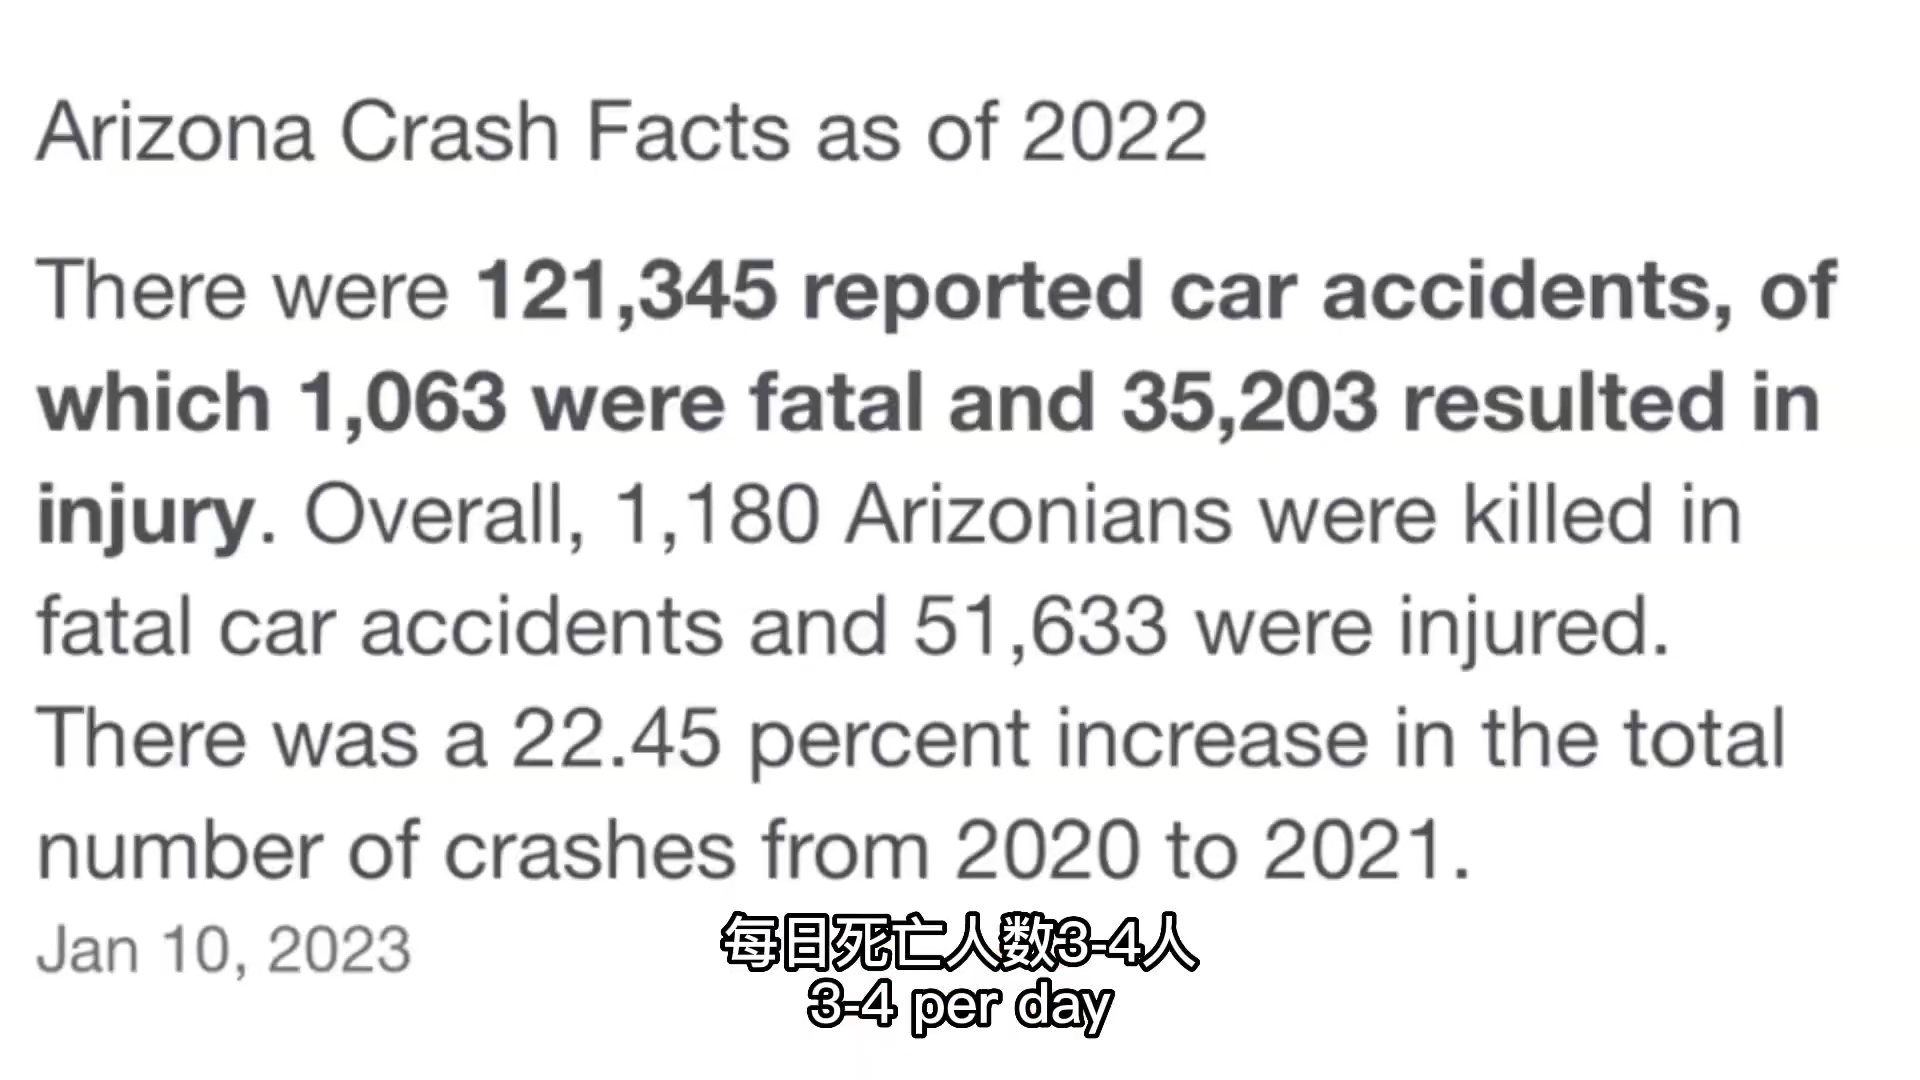 Arizona Crash Facts as of 2022
There were 121,345 reported car accidents, of
which 1,063 were fatal and 35,203 resulted in
injury. Overall, 1,180 Arizonians were killed in
fatal car accidents and 51,633 were injured.
There was a 22.45 percent increase in the total
number of crashes from 2020 to 2021.
Jan 10, 2023
每日死亡人数3-4人
3-4 per day